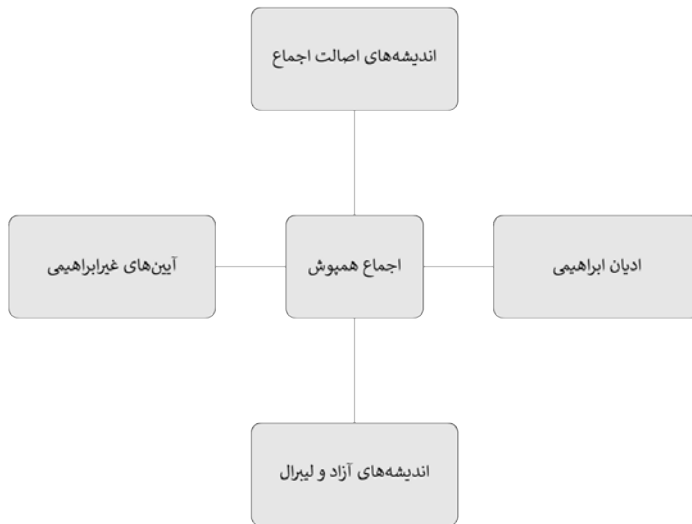 اندیشه‌های اصالت اجماع
ادیان ابراهیمی
اجماع همپوش
آیین‌های غیرابراهیمی
اندیشه‌های آزاد و لیبرال